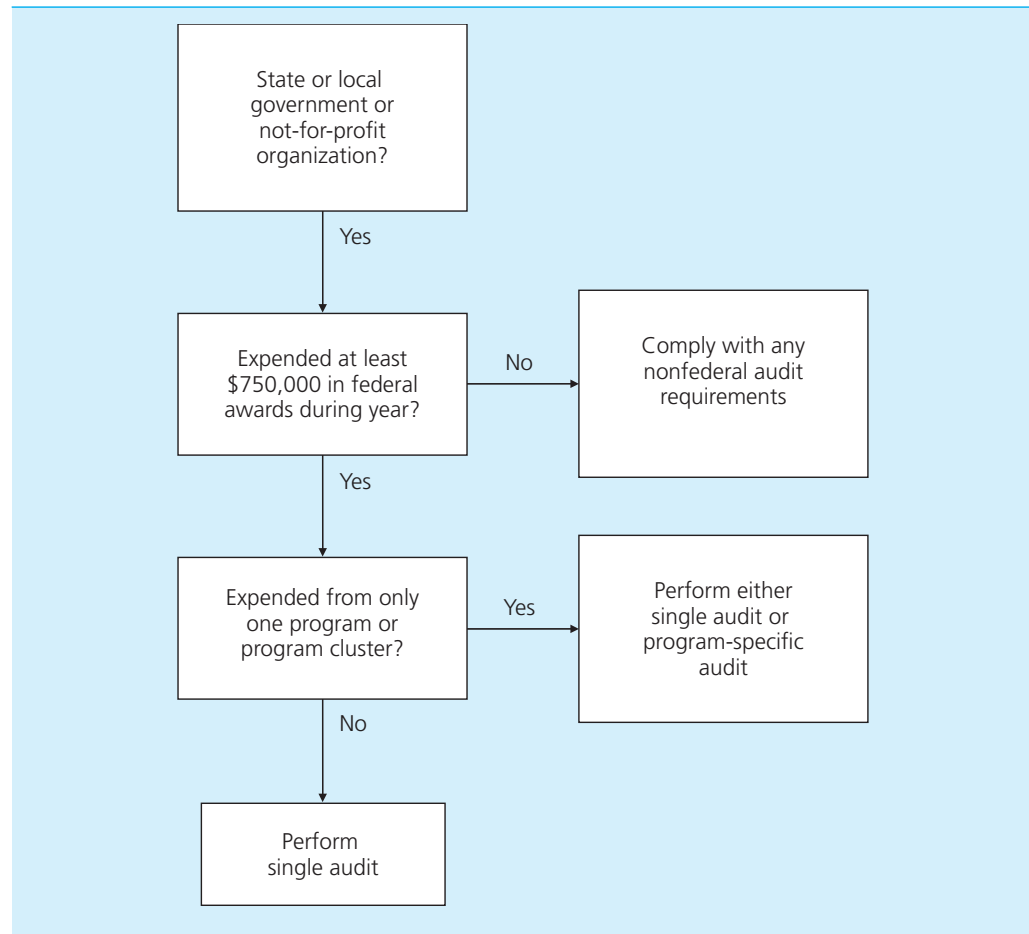 State or local
government or
not-for-profit
organization?
Yes
Expended at least
$750,000 in federal
awards during year?
No
Comply with any
nonfederal audit
requirements
Yes
Expended from only
one program or
program cluster?
Yes
Perform either
single audit or
program-specific
audit
No
Perform
single audit